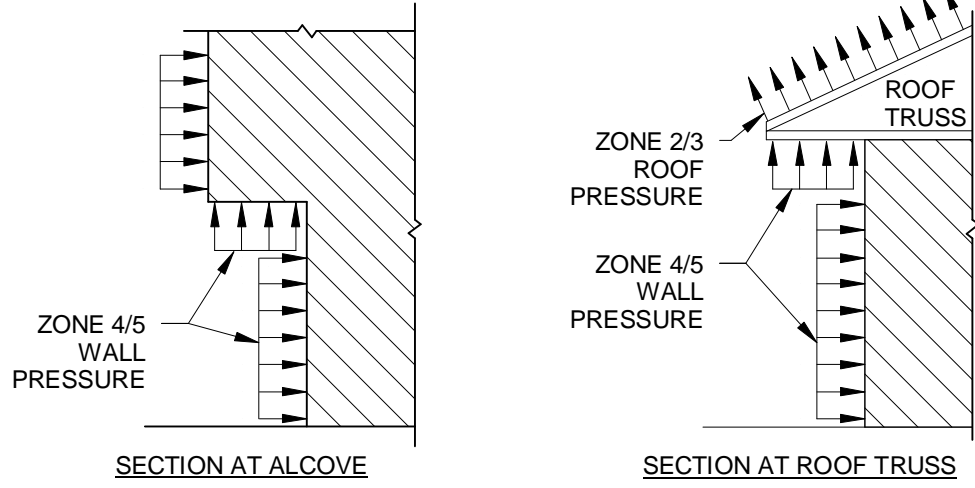 ZONE 4/5
WALL
PRESSURE
SECTION AT ALCOVE
ROOF
TRUSS
ZONE 2/3
ROOF
PRESSURE
ZONE 4/5
WALL
PRESSURE
SECTION AT ROOF TRUSS